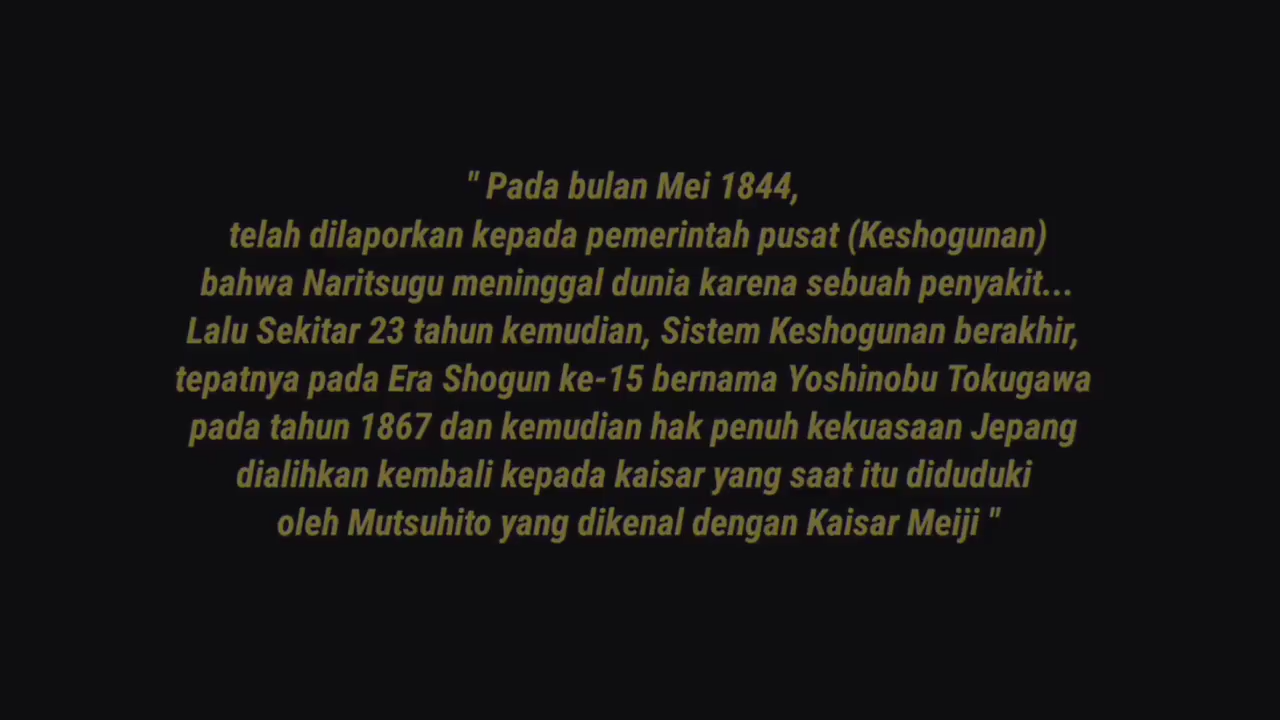 " Pada bulan Mei 1844,
telah dilaporkan kepada pemerintah pusat (Keshogunan)
bahwa Naritsugu meninggal dunia karena sebuah penyakit...
Lalu Sekitar 23 tahun kemudian, Sistem Keshogunan berakhir,
tepatnya pada Era Shogun ke-15 bernama Yoshinobu Tokugawa
pada tahun 1867 dan kemudian hak penuh kekuasaan Jepang
dialihkan kembali kepada kaisar yang saat itu diduduki
oleh Mutsuhito yang dikenal dengan Kaisar Meiji "